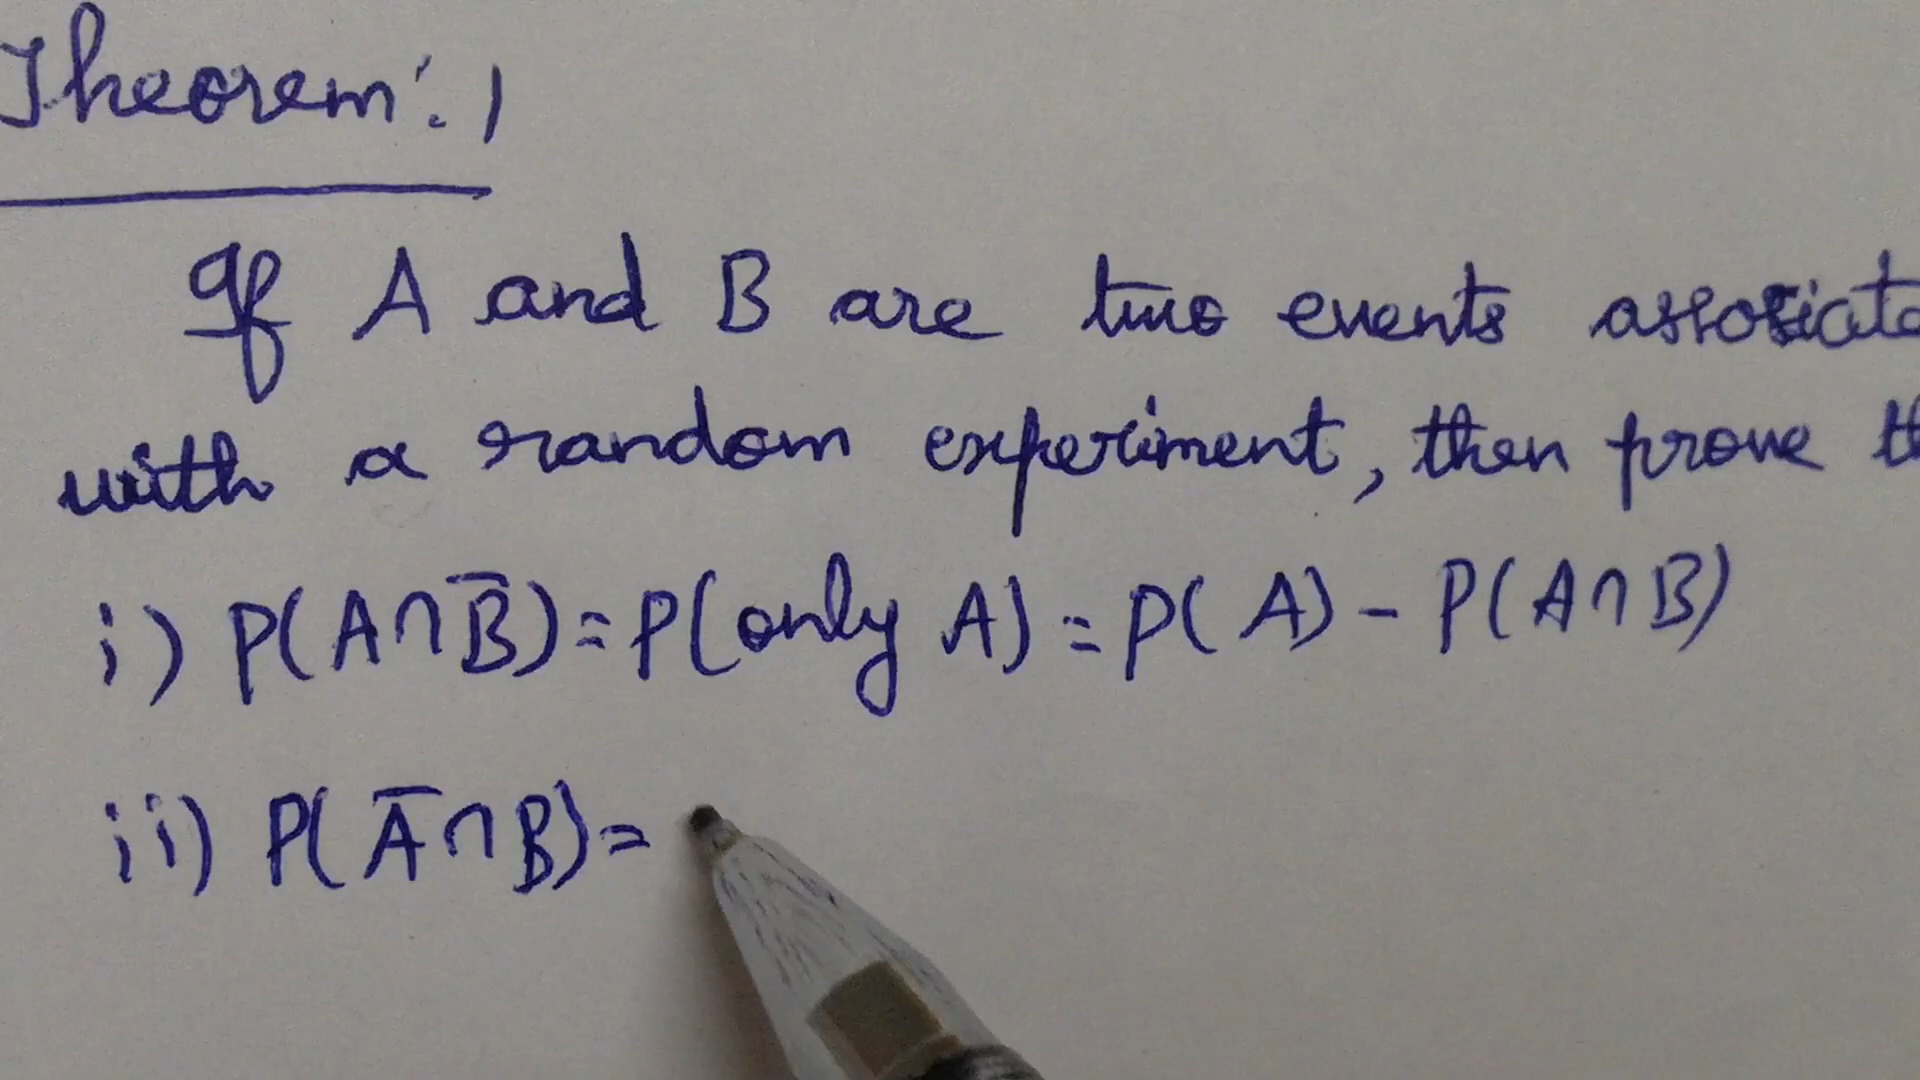 Theorem: 1
If A and B are two events
with a random experiment, then prove
i) P(A∩B̅) = P(only A) = P(A) - P(A∩B)
ii) P(A̅∩B) =